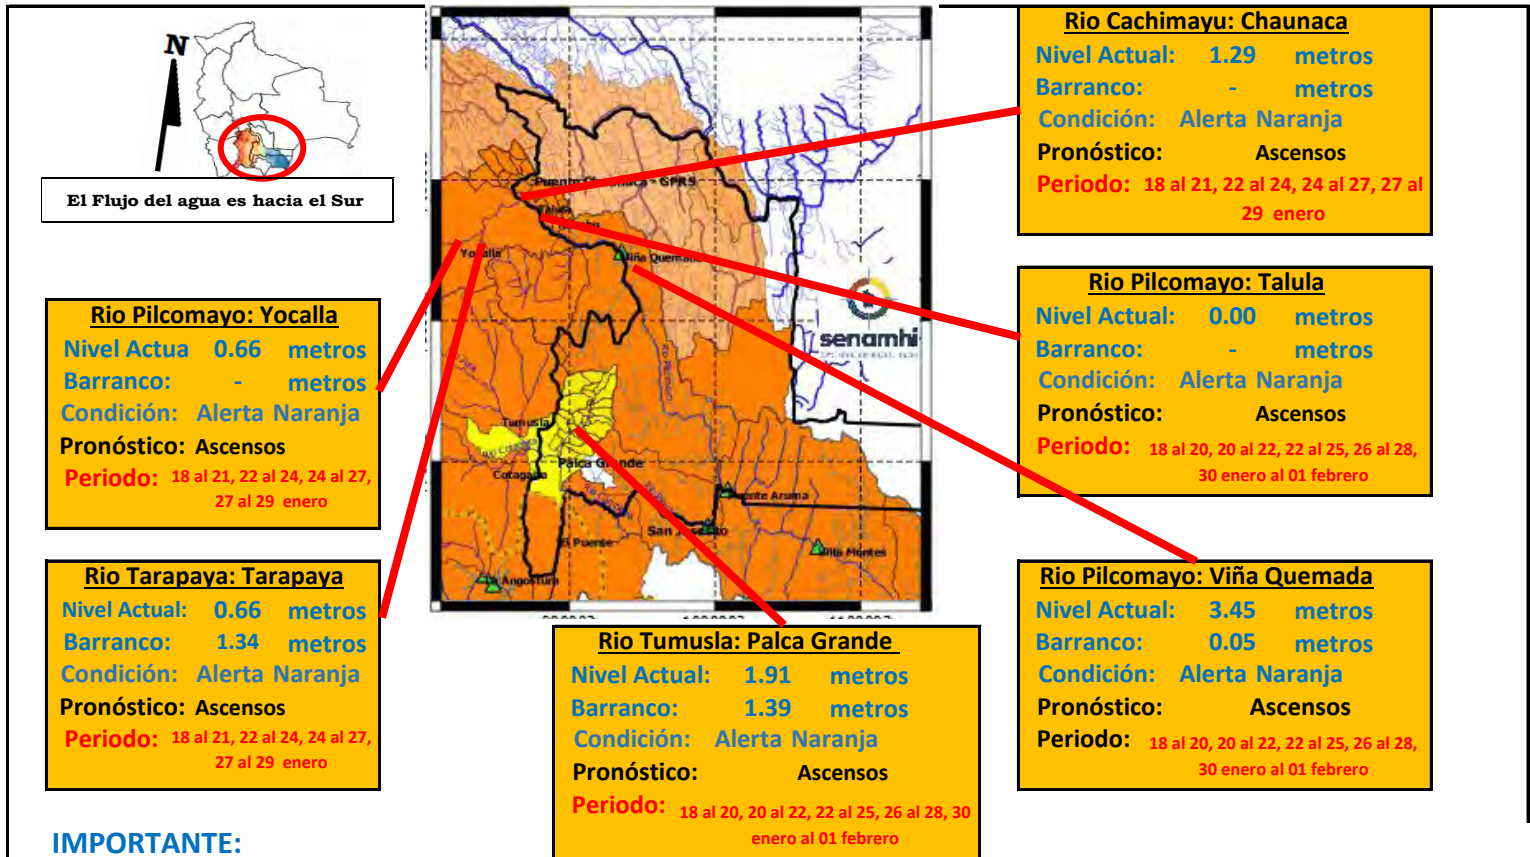 N
El Flujo del agua es hacia el Sur
Rio Cachimayu: Chaunaca
Nivel Actual: 1.29 metros
Barranco: - metros
Condición: Alerta Naranja
Pronóstico: Ascensos
Periodo: 18 al 21, 22 al 24, 24 al 27, 27 al
29 enero
Rio Pilcomayo: Talula
Nivel Actual: 0.00 metros
Barranco: - metros
Condición: Alerta Naranja
Pronóstico: Ascensos
Periodo: 18 al 20, 20 al 22, 22 al 25, 26 al 28,
30 enero al 01 febrero
Rio Pilcomayo: Yocalla
Nivel Actua 0.66 metros
Barranco: - metros
Condición: Alerta Naranja
Pronóstico: Ascensos
Periodo: 18 al 21, 22 al 24, 24 al 27,
27 al 29 enero
Rio Tarapaya: Tarapaya
Nivel Actual: 0.66 metros
Barranco: 1.34 metros
Condición: Alerta Naranja
Pronóstico: Ascensos
Periodo: 18 al 21, 22 al 24, 24 al 27,
27 al 29 enero
Rio Pilcomayo: Viña Quemada
Nivel Actual: 3.45 metros
Barranco: 0.05 metros
Condición: Alerta Naranja
Pronóstico: Ascensos
Periodo: 18 al 20, 20 al 22, 22 al 25, 26 al 28,
30 enero al 01 febrero
Rio Tumusla: Palca Grande
Nivel Actual: 1.91 metros
Barranco: 1.39 metros
Condición: Alerta Naranja
Pronóstico: Ascensos
Periodo: 18 al 20, 20 al 22, 22 al 25, 26 al 28, 30
enero al 01 febrero
Puente - GPRS
Talula
Yocalla
Viña Quemada
senamhi
Tumusla
Palca Grande
Cotagaita
Puente Aruma
San Josecito
El Puente
Villa Montes
Angostura
IMPORTANTE: